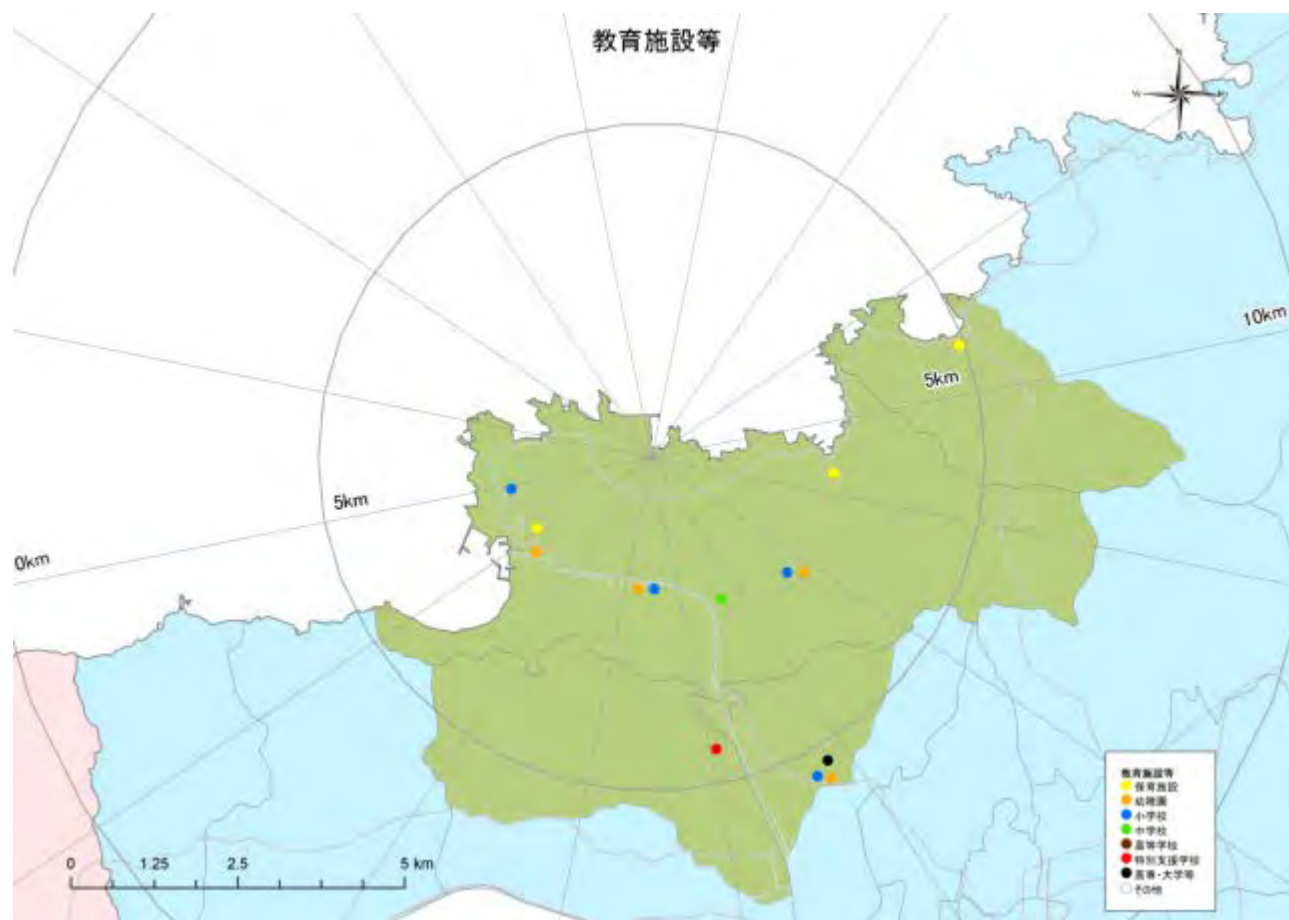 教育施設等
N
W
10km
5km
5km
0km
0 1.25 2.5 5 km
教育施設等
保育施設
幼稚園
小学校
中学校
高等学校
特別支援学校
高専・大学等
その他